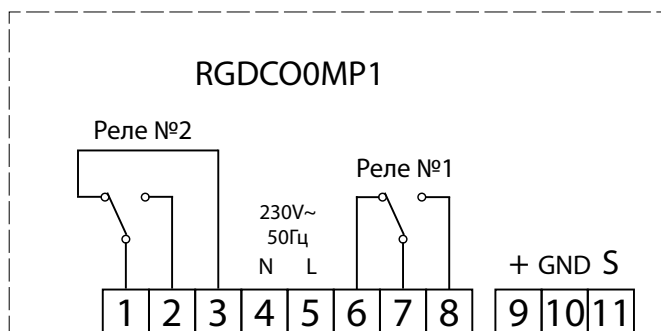 RGDCO0MP1
Реле №2
Реле №1
230V~
50Гц
N L
+ GND S
1 2 3 4 5 6 7 8 9 10 11